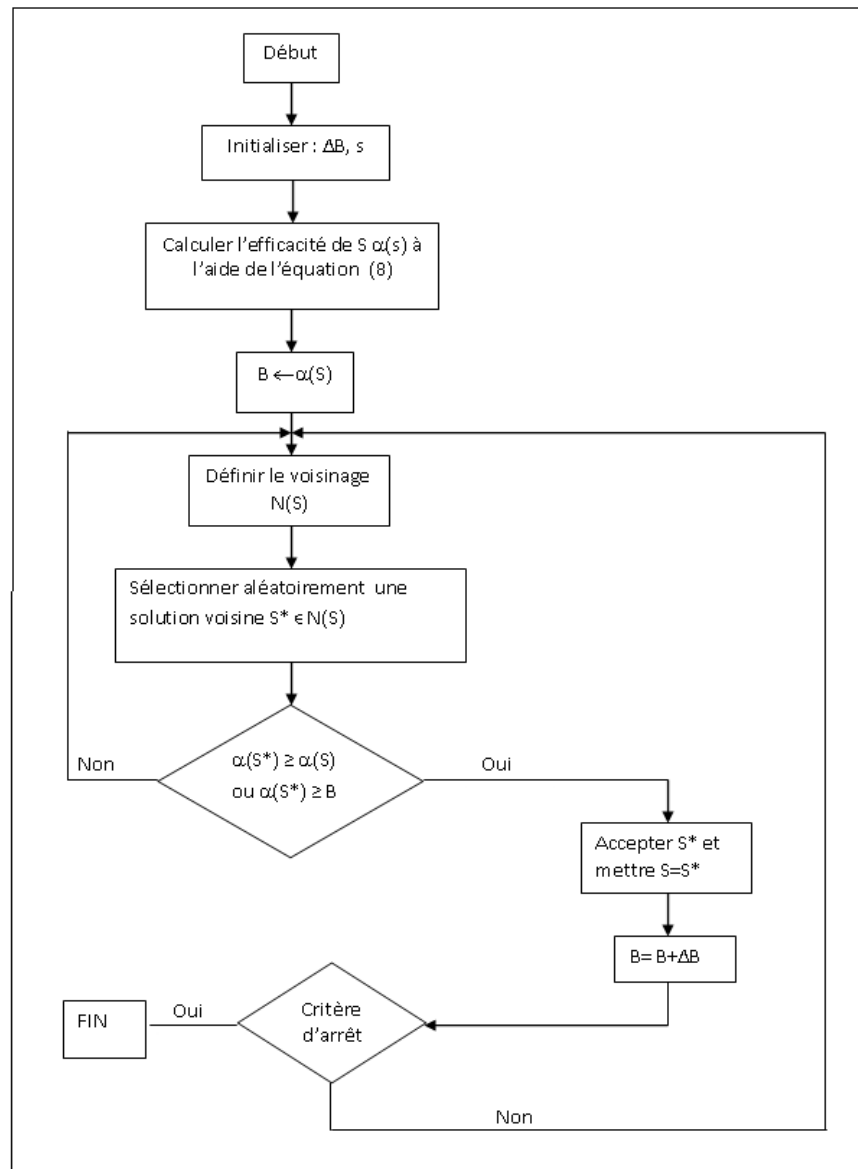 Début
Initialiser : ΔB, s
Calculer l'efficacité de S α(s) à
l'aide de l'équation (8)
B ←α(S)
Définir le voisinage
N(S)
Sélectionner aléatoirement une
solution voisine S* ϵ N(S)
Non
α(S*) ≥ α(S)
ou α(S*) ≥ B
Oui
Accepter S* et
mettre S=S*
B= B+ΔB
Critère
d'arrêt
Oui
FIN
Non